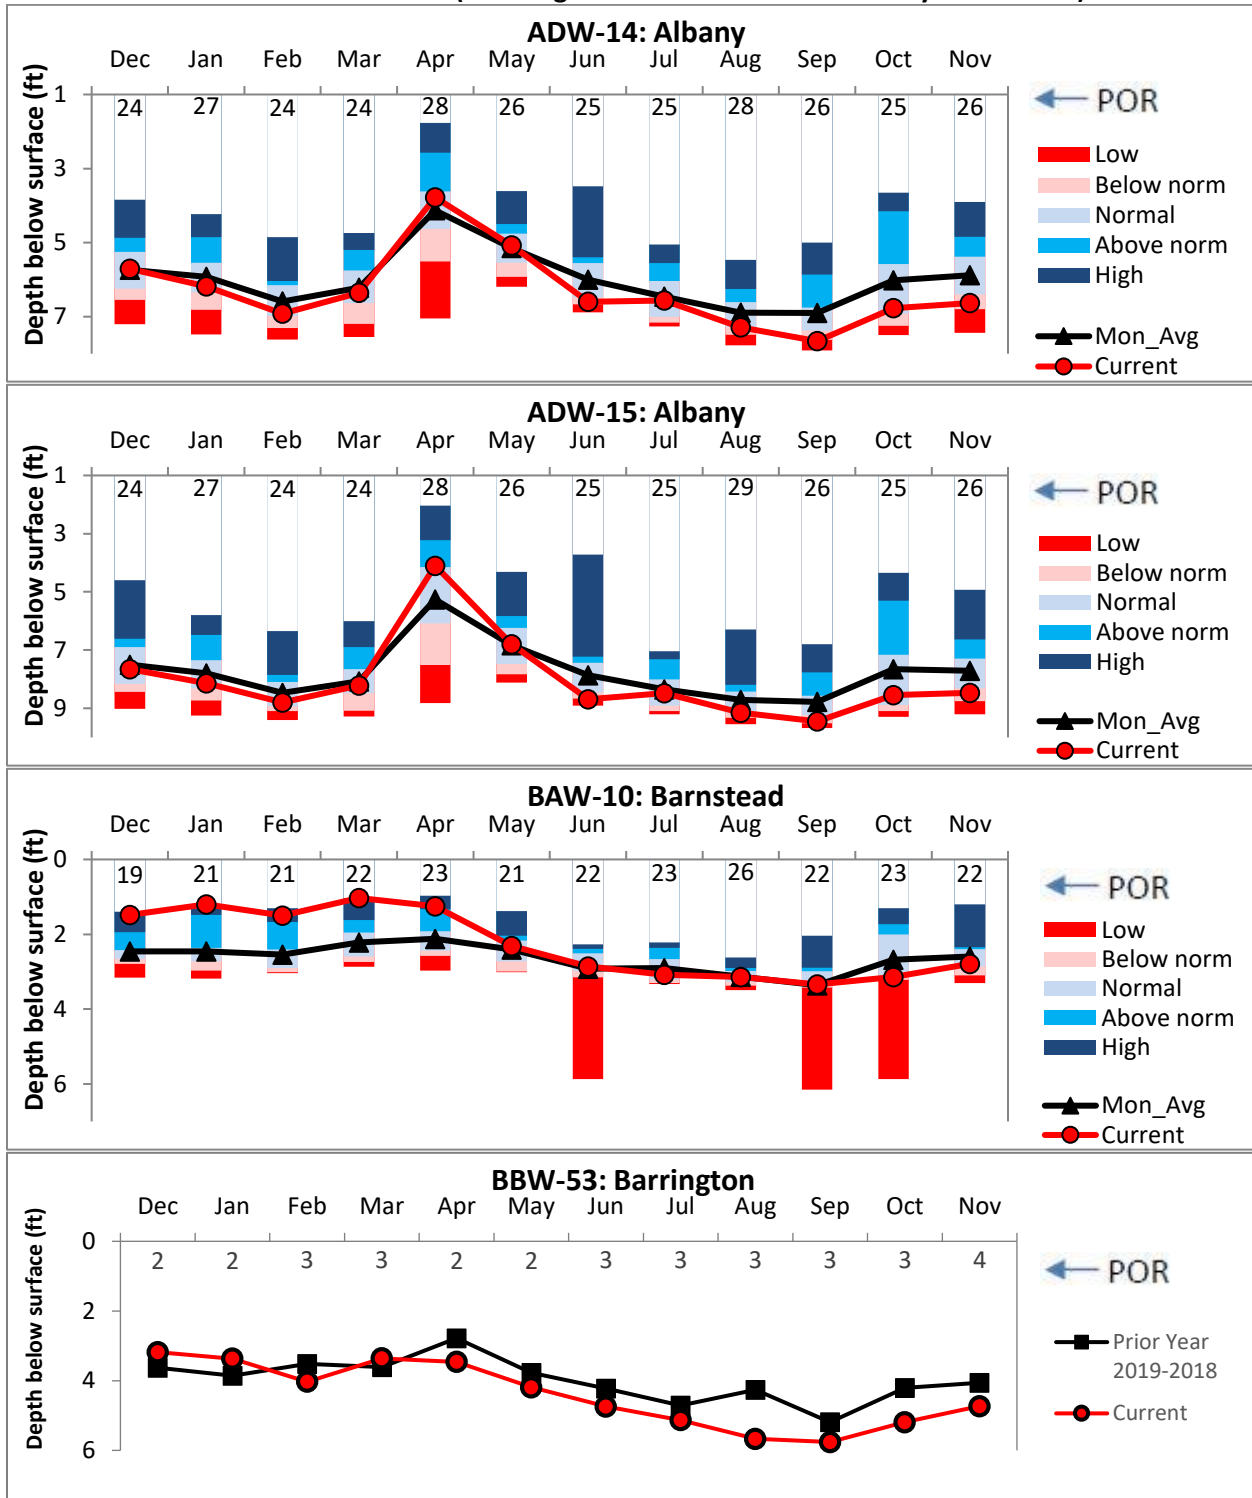 ADW-14: Albany
Dec Jan Feb Mar Apr May Jun Jul Aug Sep Oct Nov
Depth below surface (ft)
1
3
5
7
24 27 24 24 28 26 25 25 28 26 25 26
POR
Low
Below norm
Normal
Above norm
High
Mon_Avg
Current
ADW-15: Albany
Dec Jan Feb Mar Apr May Jun Jul Aug Sep Oct Nov
Depth below surface (ft)
1
3
5
7
9
24 27 24 24 28 26 25 25 29 26 25 26
POR
Low
Below norm
Normal
Above norm
High
Mon_Avg
Current
BAW-10: Barnstead
Dec Jan Feb Mar Apr May Jun Jul Aug Sep Oct Nov
Depth below surface (ft)
0
2
4
6
19 21 21 22 23 21 22 23 26 22 23 22
POR
Low
Below norm
Normal
Above norm
High
Mon_Avg
Current
BBW-53: Barrington
Dec Jan Feb Mar Apr May Jun Jul Aug Sep Oct Nov
Depth below surface (ft)
0
2
4
6
2 2 3 3 2 2 3 3 3 3 3 4
POR
Prior Year
2019-2018
Current